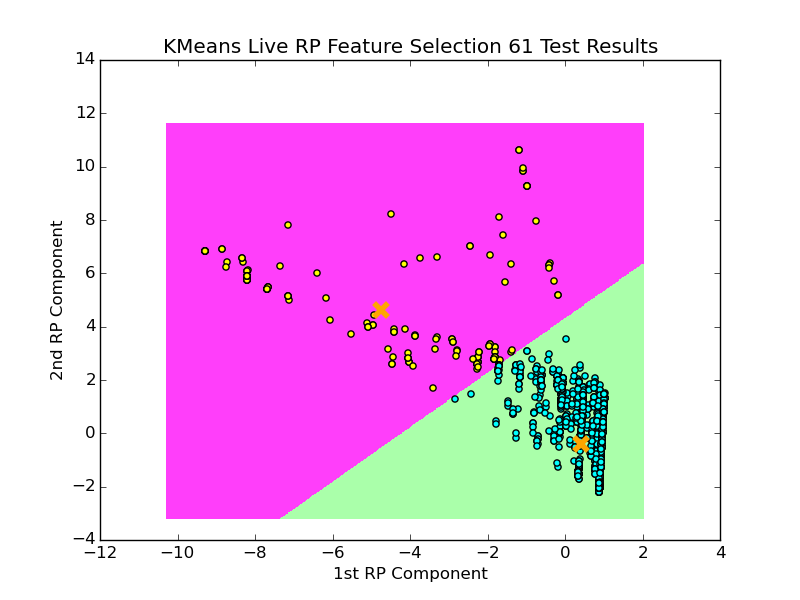 KMeans Live RP Feature Selection 61 Test Results
14
12
10
8
6
4
2
0
−2
−4
2nd RP Component
−12 −10 −8 −6 −4 −2 0 2 4
1st RP Component